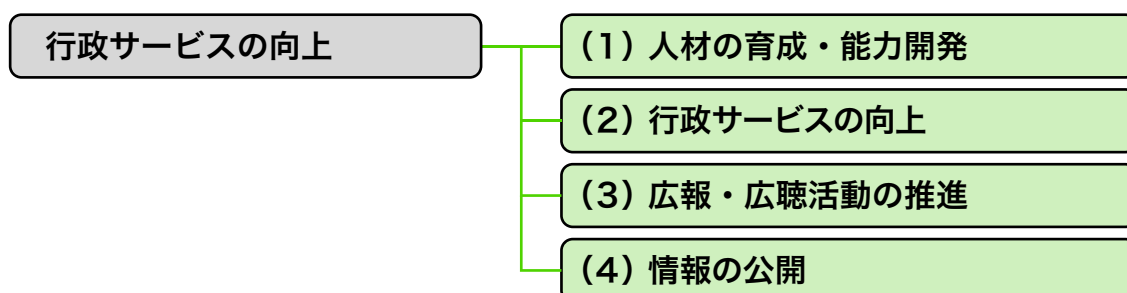 行政サービスの向上
（1）人材の育成・能力開発
（2）行政サービスの向上
（3）広報・広聴活動の推進
（4）情報の公開